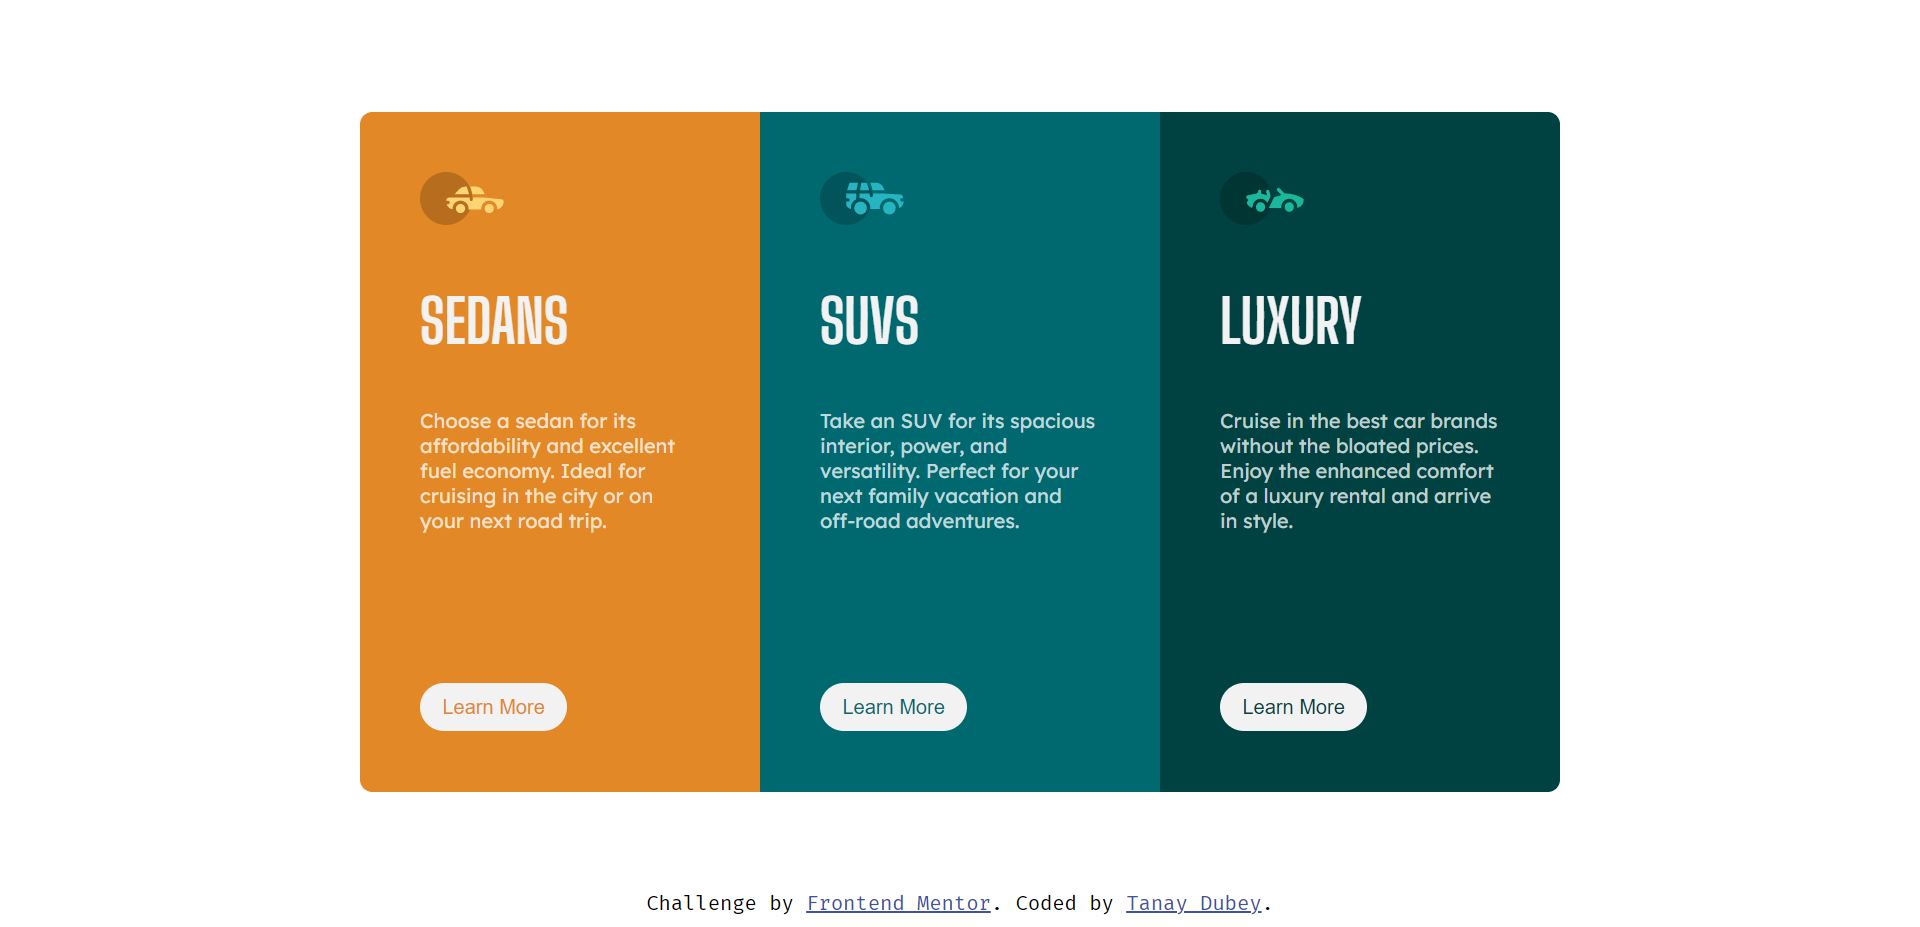 SEDANS
Choose a sedan for its
affordability and excellent
fuel economy. Ideal for
cruising in the city or on
your next road trip.
Learn More
SUVS
Take an SUV for its spacious
interior, power, and
versatility. Perfect for your
next family vacation and
off-road adventures.
Learn More
LUXURY
Cruise in the best car brands
without the bloated prices.
Enjoy the enhanced comfort
of a luxury rental and arrive
in style.
Learn More
Challenge by Frontend Mentor. Coded by Tanay Dubey.